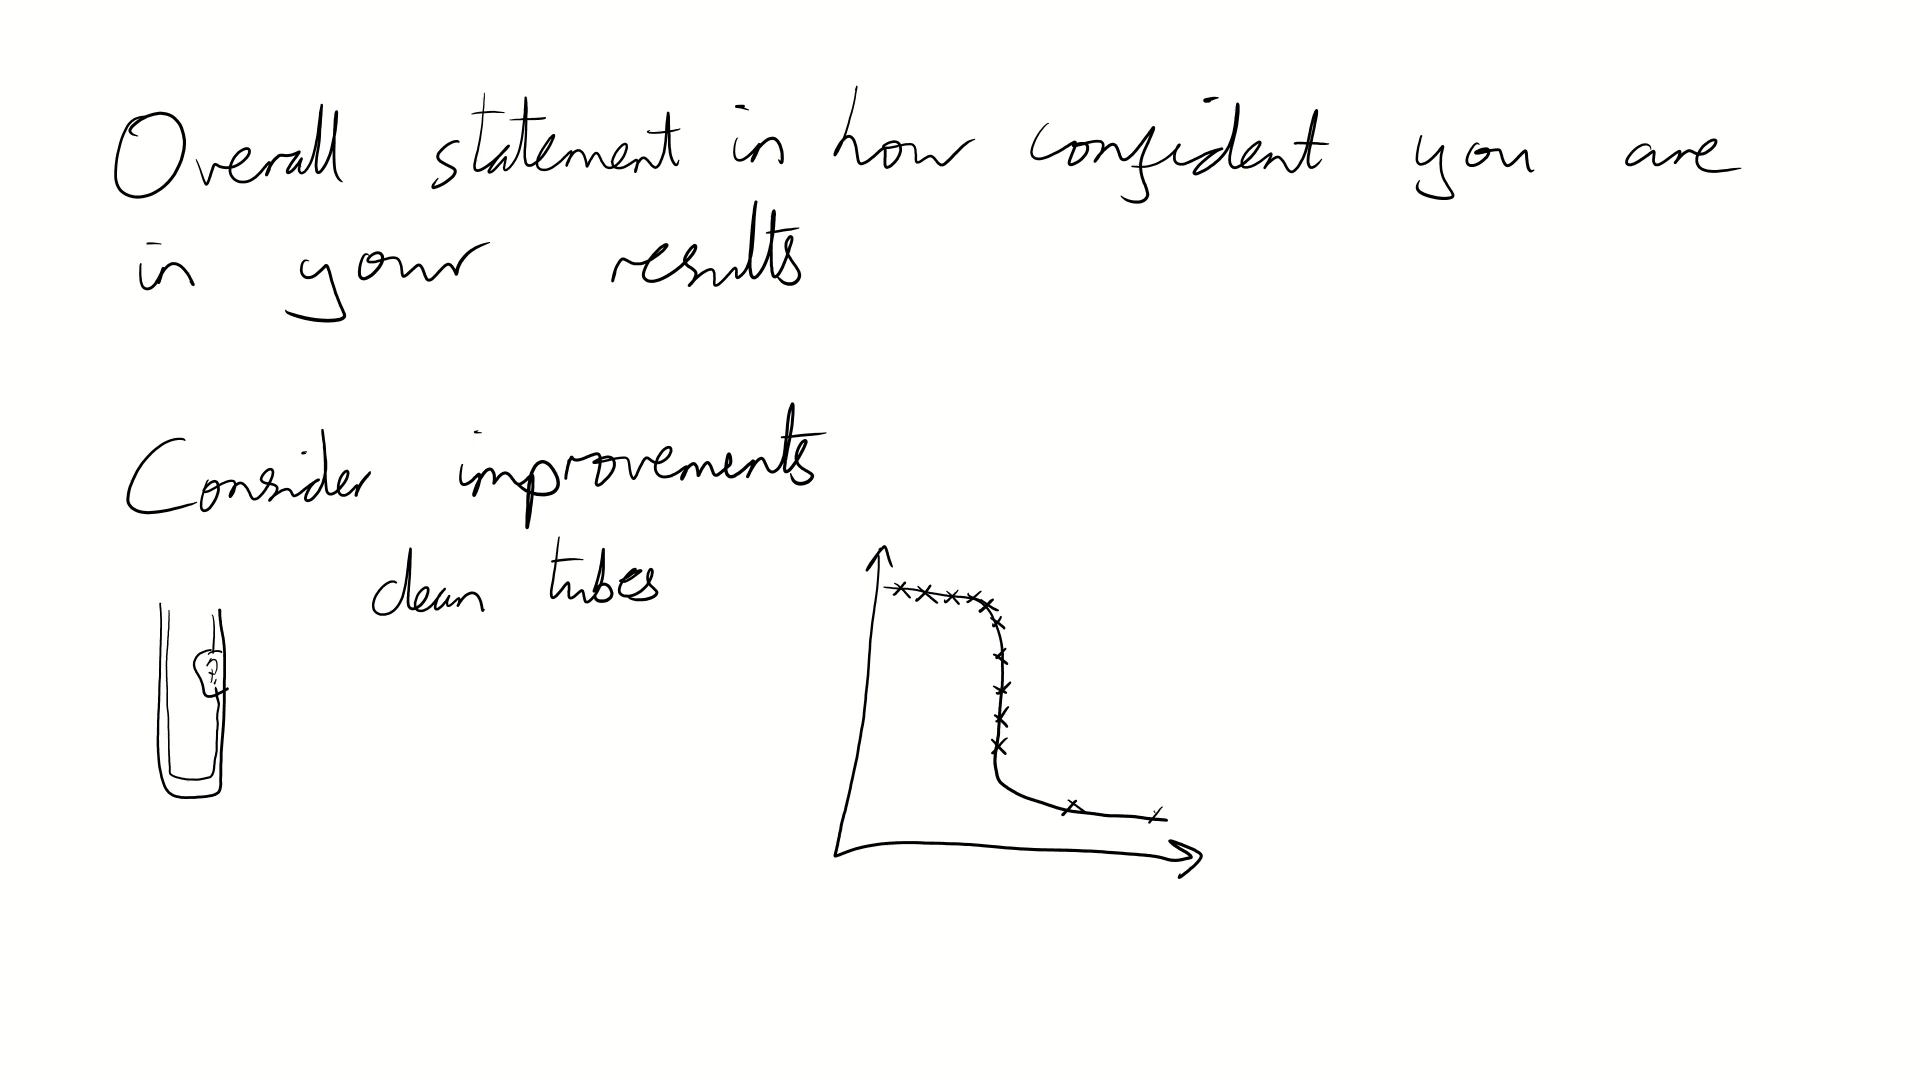 Overall statement in how confident you are
in your results
Consider improvements
clean tubes